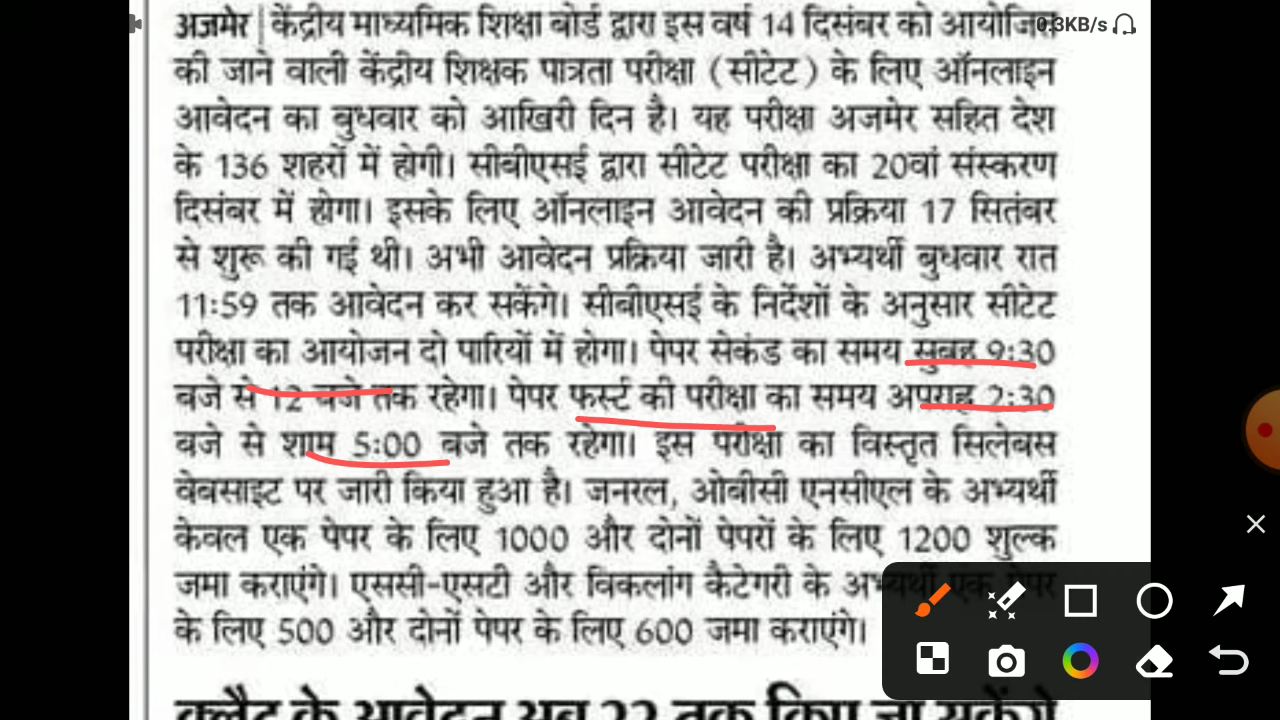 0.3KB/s
अजमेर | केंद्रीय माध्यमिक शिक्षा बोर्ड द्वारा इस वर्ष 14 दिसंबर को आयोजित
की जाने वाली केंद्रीय शिक्षक पात्रता परीक्षा (सीटेट) के लिए ऑनलाइन
आवेदन का बुधवार को आखिरी दिन है। यह परीक्षा अजमेर सहित देश
के 136 शहरों में होगी। सीबीएसई द्वारा सीटेट परीक्षा का 20वां संस्करण
दिसंबर में होगा। इसके लिए ऑनलाइन आवेदन की प्रक्रिया 17 सितंबर
से शुरू की गई थी। अभी आवेदन प्रक्रिया जारी है। अभ्यर्थी बुधवार रात
11:59 तक आवेदन कर सकेंगे। सीबीएसई के निर्देशों के अनुसार सीटेट
परीक्षा का आयोजन दो पारियों में होगा। पेपर सेकंड का समय सुबह 9:30
बजे से 12 बजे तक रहेगा। पेपर फर्स्ट की परीक्षा का समय अपराह्न 2:30
बजे से शाम 5:00 बजे तक रहेगा। इस परीक्षा का विस्तृत सिलेबस
वेबसाइट पर जारी किया हुआ है। जनरल, ओबीसी एनसीएल के अभ्यर्थी
केवल एक पेपर के लिए 1000 और दोनों पेपरों के लिए 1200 शुल्क
जमा कराएंगे। एससी-एसटी और विकलांग कैटेगरी के अभ्यर्थी एक पेपर
के लिए 500 और दोनों पेपर के लिए 600 जमा कराएंगे।
क्लैट के आवेदन अब 22 तक किए जा सकेंगे